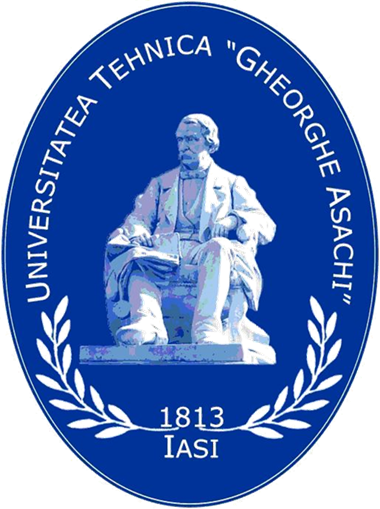 UNIVERSITATEA TEHNICA "GHEORGHE ASACHI"
1813
IASI